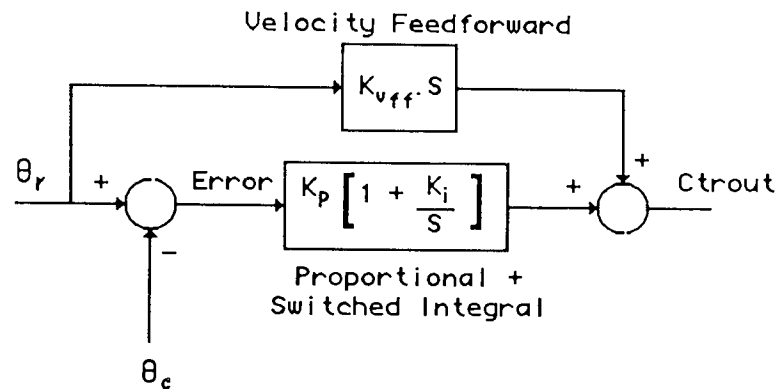 Velocity Feedforward
K_vff. S
θ_r
+
Error
K_p [ 1 + K_i / S ]
+
+
Ctrout
−
Proportional +
Switched Integral
θ_c